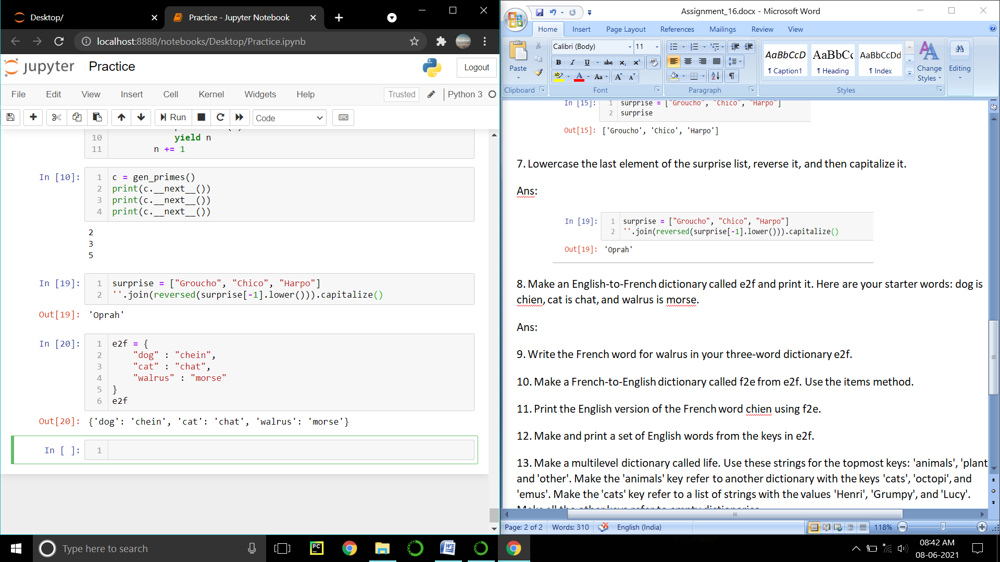 Desktop/
Practice - Jupyter Notebook
localhost:8888/notebooks/Desktop/Practice.ipynb
jupyter Practice
Logout
File Edit View Insert Cell Kernel Widgets Help
Trusted
Python 3
Run
Code
10 yield n
11 n += 1
In [10]:
1 c = gen_primes()
2 print(c.__next__())
3 print(c.__next__())
4 print(c.__next__())
2
3
5
In [19]:
1 surprise = ["Groucho", "Chico", "Harpo"]
2 ''.join(reversed(surprise[-1].lower())).capitalize()
Out[19]: 'Oprah'
In [20]:
1 e2f = {
2 "dog" : "chein",
3 "cat" : "chat",
4 "walrus" : "morse"
5 }
6 e2f
Out[20]: {'dog': 'chein', 'cat': 'chat', 'walrus': 'morse'}
In [ ]: 1
Assignment_16.docx - Microsoft Word
Home Insert Page Layout References Mailings Review View
Paste
Clipboard
Calibri (Body) 11
B I U abc x₂ x²
ab A Aa A A
Font
Paragraph
AaBbCcD AaBbCc AaBbCcDd
¶ Caption1 ¶ Heading ¶ Index
Change Styles
Styles
Editing
In [15]: 1 surprise = ["Groucho", "Chico", "Harpo"]
2 surprise
Out[15]: ['Groucho', 'Chico', 'Harpo']
7. Lowercase the last element of the surprise list, reverse it, and then capitalize it.
Ans:
In [19]: 1 surprise = ["Groucho", "Chico", "Harpo"]
2 ''.join(reversed(surprise[-1].lower())).capitalize()
Out[19]: 'Oprah'
8. Make an English-to-French dictionary called e2f and print it. Here are your starter words: dog is
chien, cat is chat, and walrus is morse.
Ans:
9. Write the French word for walrus in your three-word dictionary e2f.
10. Make a French-to-English dictionary called f2e from e2f. Use the items method.
11. Print the English version of the French word chien using f2e.
12. Make and print a set of English words from the keys in e2f.
13. Make a multilevel dictionary called life. Use these strings for the topmost keys: 'animals', 'plant
and 'other'. Make the 'animals' key refer to another dictionary with the keys 'cats', 'octopi', and
'emus'. Make the 'cats' key refer to a list of strings with the values 'Henri', 'Grumpy', and 'Lucy'.
Make all the other keys refer to empty dictionaries.
Page: 2 of 2 Words: 310 English (India) 118%
Type here to search
08:42 AM
08-06-2021